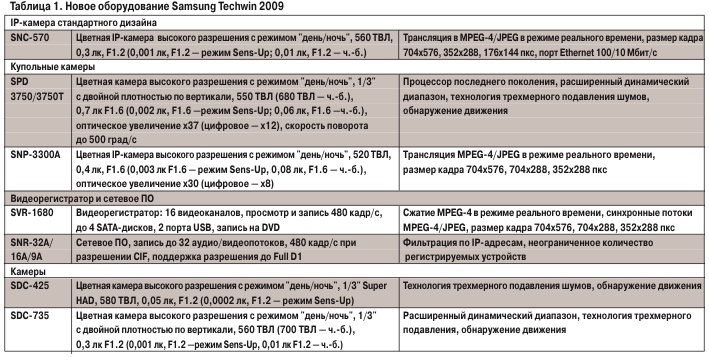 Таблица 1. Новое оборудование Samsung Techwin 2009
IP-камера стандартного дизайна
SNC-570
Цветная IP-камера высокого разрешения с режимом "день/ночь", 560 ТВЛ,
0,3 лк, F1.2 (0,001 лк, F1.2 — режим Sens-Up; 0,01 лк, F1.2 — ч.-б.)
Трансляция в MPEG-4/JPEG в режиме реального времени, размер кадра
704x576, 352x288, 176x144 пкс, порт Ethernet 100/10 Мбит/с
Купольные камеры
SPD
3750/3750T
Цветная камера высокого разрешения с режимом "день/ночь", 1/3"
с двойной плотностью по вертикали, 550 ТВЛ (680 ТВЛ — ч.-б.),
0,7 лк F1.6 (0,002 лк, F1.6 —режим Sens-Up; 0,06 лк, F1.6 —ч.-б.),
оптическое увеличение x37 (цифровое — x12), скорость поворота
до 500 град/с
Процессор последнего поколения, расширенный динамический
диапазон, технология трехмерного подавления шумов,
обнаружение движения
SNP-3300A
Цветная IP-камера высокого разрешения с режимом "день/ночь", 520 ТВЛ,
0,4 лк, F1.6 (0,003 лк F1.6 — режим Sens-Up, 0,08 лк, F1.6 — ч.-б.),
оптическое увеличение x30 (цифровое — x8)
Трансляция MPEG-4/JPEG в режиме реального времени,
размер кадра 704x576, 704x288, 352x288 пкс
Видеорегистратор и сетевое ПО
SVR-1680
Видеорегистратор: 16 видеоканалов, просмотр и запись 480 кадр/с,
до 4 SATA-дисков, 2 порта USB, запись на DVD
Сжатие MPEG-4 в режиме реального времени, синхронные потоки
MPEG-4/JPEG, размер кадра 704x576, 704x288, 352x288 пкс
SNR-32A/
16A/9A
Сетевое ПО, запись до 32 аудио/видеопотоков, 480 кадр/с при
разрешении CIF, поддержка разрешения до Full D1
Фильтрация по IP-адресам, неограниченное количество
регистрируемых устройств
Камеры
SDC-425
Цветная камера высокого разрешения с режимом "день/ночь", 1/3" Super
HAD, 580 ТВЛ, 0,05 лк, F1.2 (0,0002 лк, F1.2 — режим Sens-Up)
Технология трехмерного подавления шумов, обнаружение движения
SDC-735
Цветная камера высокого разрешения с режимом "день/ночь", 1/3"
с двойной плотностью по вертикали, 560 ТВЛ (700 ТВЛ — ч.-б.),
0,3 лк F1.2 (0,001 лк, F1.2 —режим Sens-Up, 0,01 лк F1.2 —ч.-б.)
Расширенный динамический диапазон, технология трехмерного
подавления, обнаружение движения